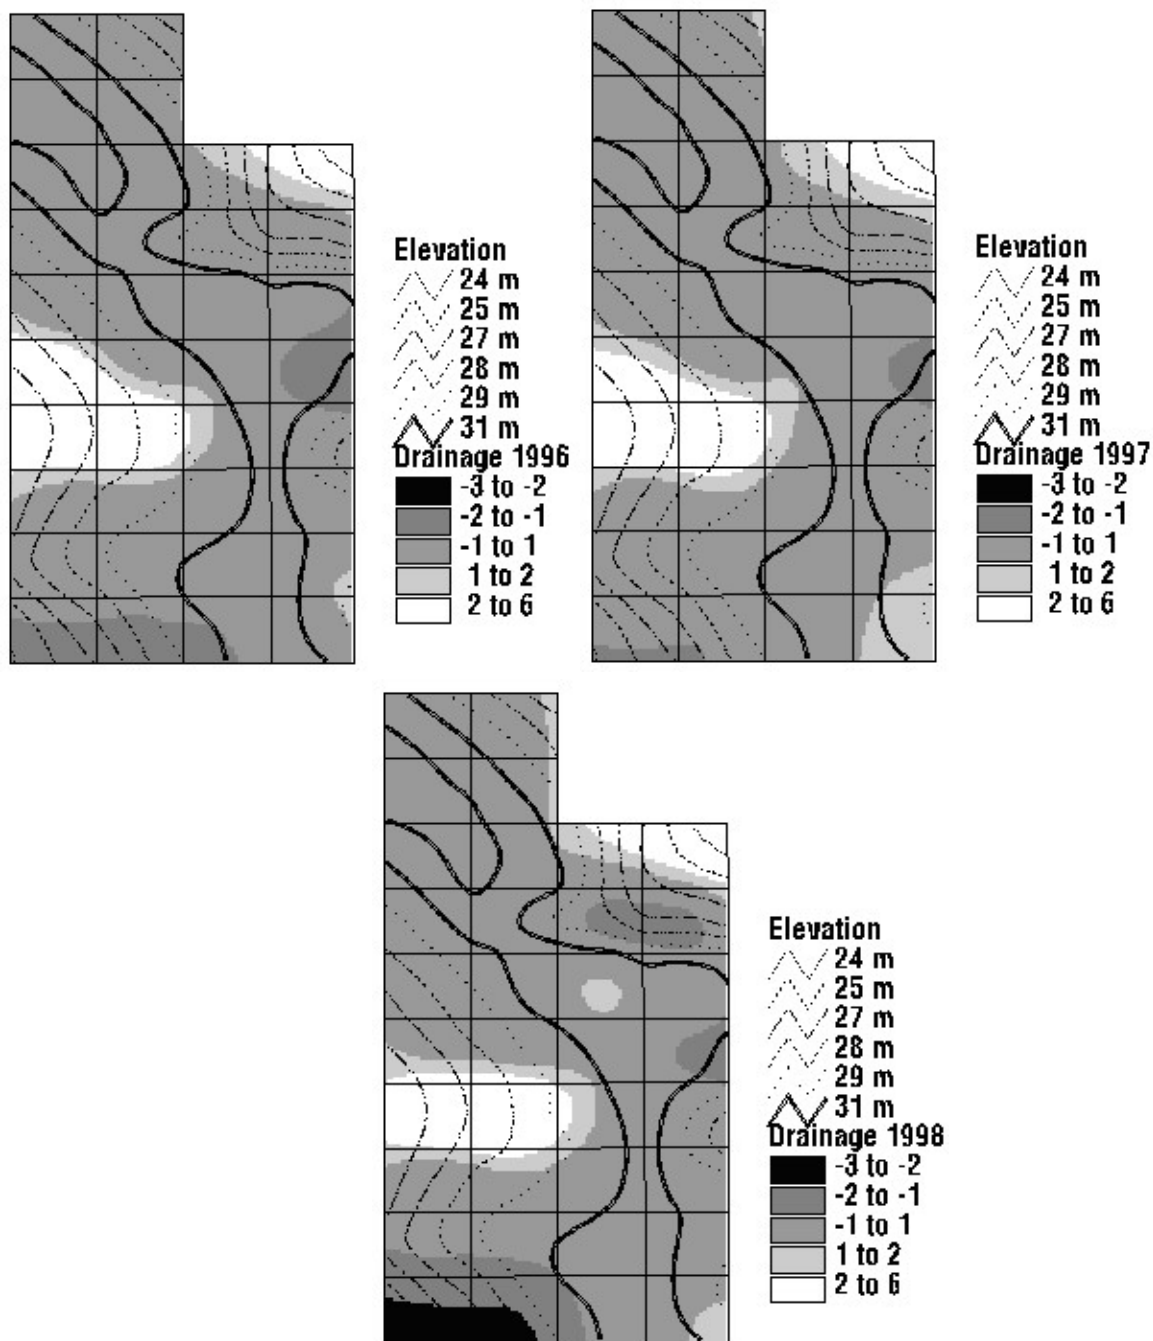 Elevation
24 m
25 m
27 m
28 m
29 m
31 m
Drainage 1996
-3 to -2
-2 to -1
-1 to 1
1 to 2
2 to 6
Elevation
24 m
25 m
27 m
28 m
29 m
31 m
Drainage 1997
-3 to -2
-2 to -1
-1 to 1
1 to 2
2 to 6
Elevation
24 m
25 m
27 m
28 m
29 m
31 m
Drainage 1998
-3 to -2
-2 to -1
-1 to 1
1 to 2
2 to 6